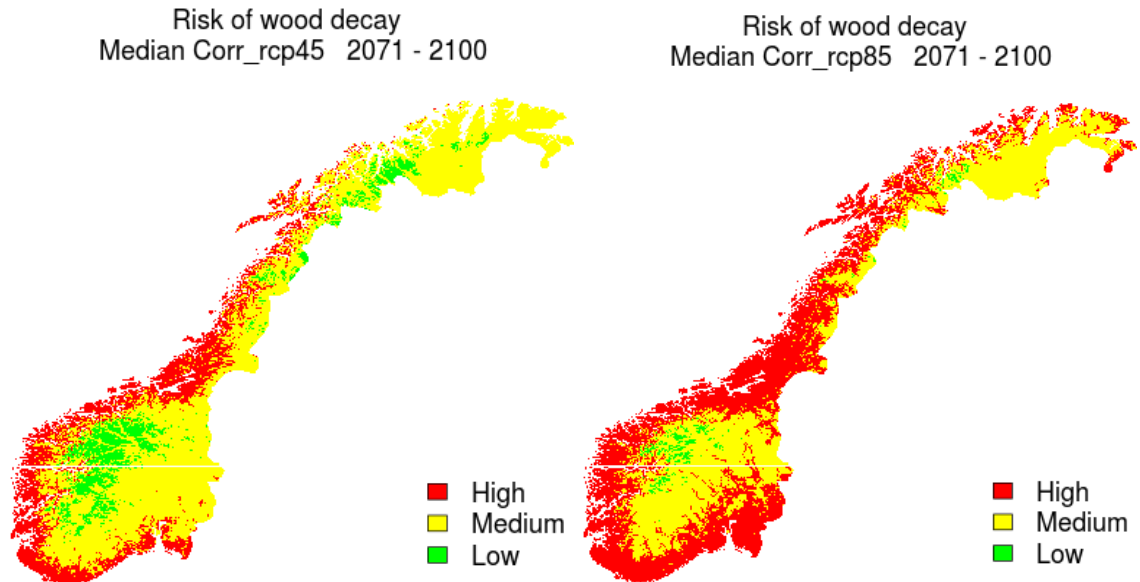 Risk of wood decay
Median Corr_rcp45 2071 - 2100
High
Medium
Low
Risk of wood decay
Median Corr_rcp85 2071 - 2100
High
Medium
Low